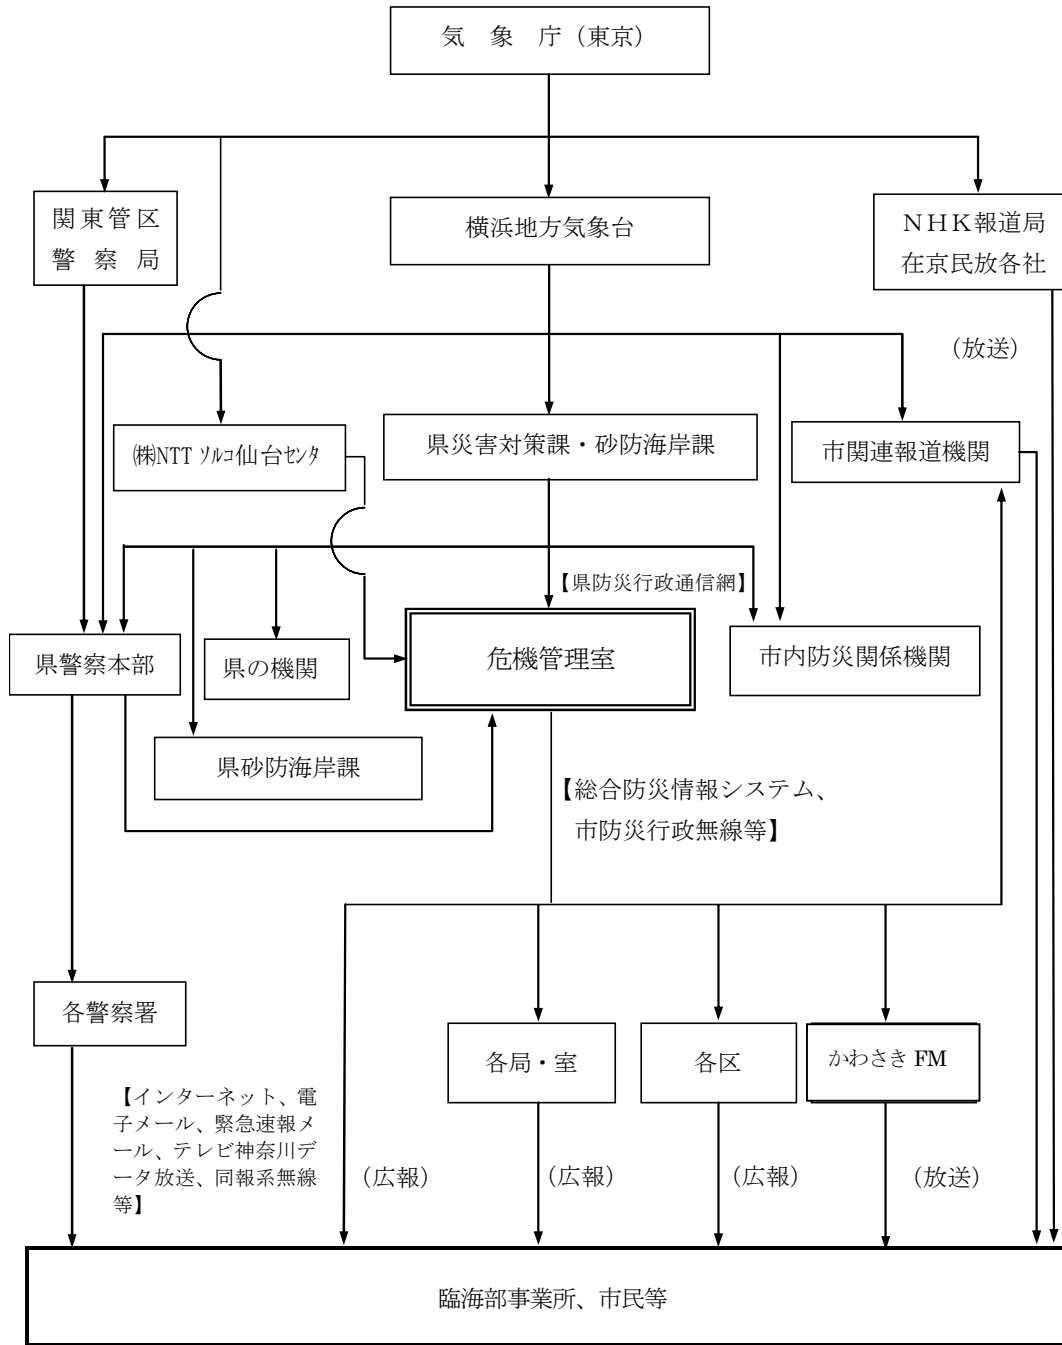 気 象 庁（東京）
関東管区
警 察 局
横浜地方気象台
ＮＨＫ報道局
在京民放各社
（放送）
㈱NTT ソルコ仙台センタ
県災害対策課・砂防海岸課
市関連報道機関
【県防災行政通信網】
県警察本部
県の機関
危機管理室
市内防災関係機関
県砂防海岸課
【総合防災情報システム、
市防災行政無線等】
各警察署
各局・室
各区
かわさき FM
【インターネット、電
子メール、緊急速報メ
ール、テレビ神奈川デ
ータ放送、同報系無線
等】
（広報）
（広報）
（広報）
（放送）
臨海部事業所、市民等